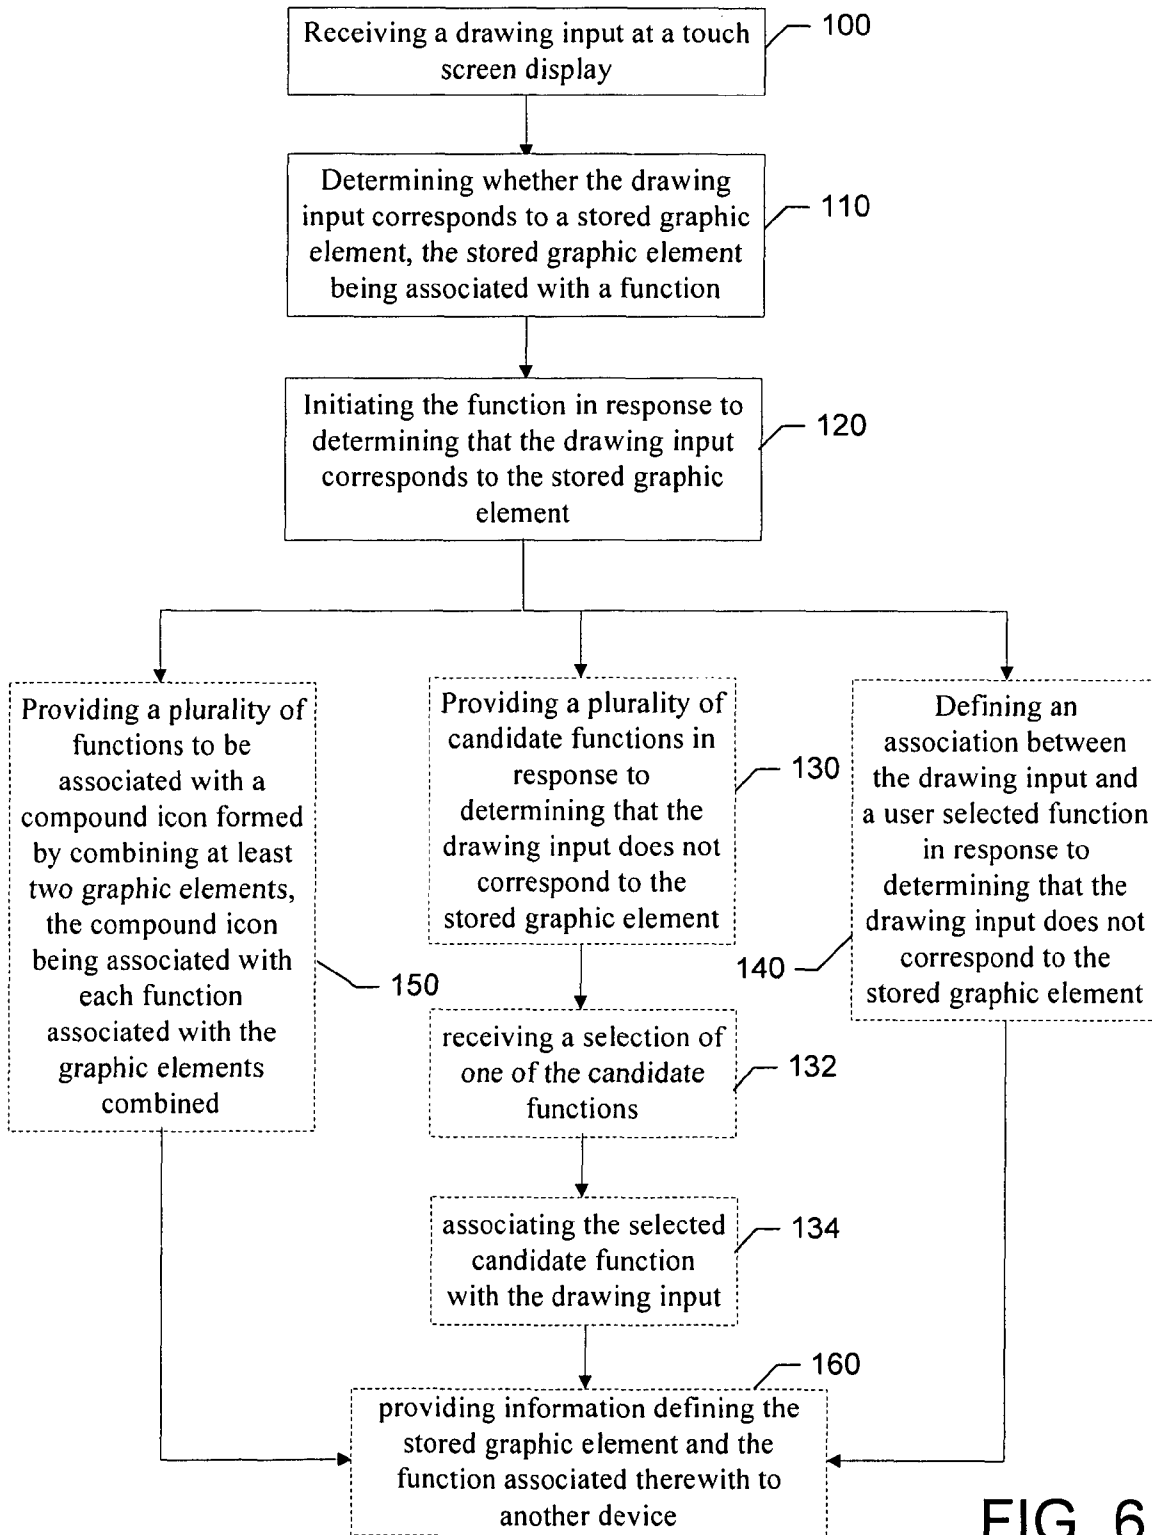 Receiving a drawing input at a touch
screen display
100
Determining whether the drawing
input corresponds to a stored graphic
element, the stored graphic element
being associated with a function
110
Initiating the function in response to
determining that the drawing input
corresponds to the stored graphic
element
120
Providing a plurality of
functions to be
associated with a
compound icon formed
by combining at least
two graphic elements,
the compound icon
being associated with
each function
associated with the
graphic elements
combined
150
Providing a plurality of
candidate functions in
response to
determining that the
drawing input does not
correspond to the
stored graphic element
130
Defining an
association between
the drawing input and
a user selected function
in response to
determining that the
drawing input does not
correspond to the
stored graphic element
140
receiving a selection of
one of the candidate
functions
132
associating the selected
candidate function
with the drawing input
134
160
providing information defining the
stored graphic element and the
function associated therewith to
another device
FIG. 6